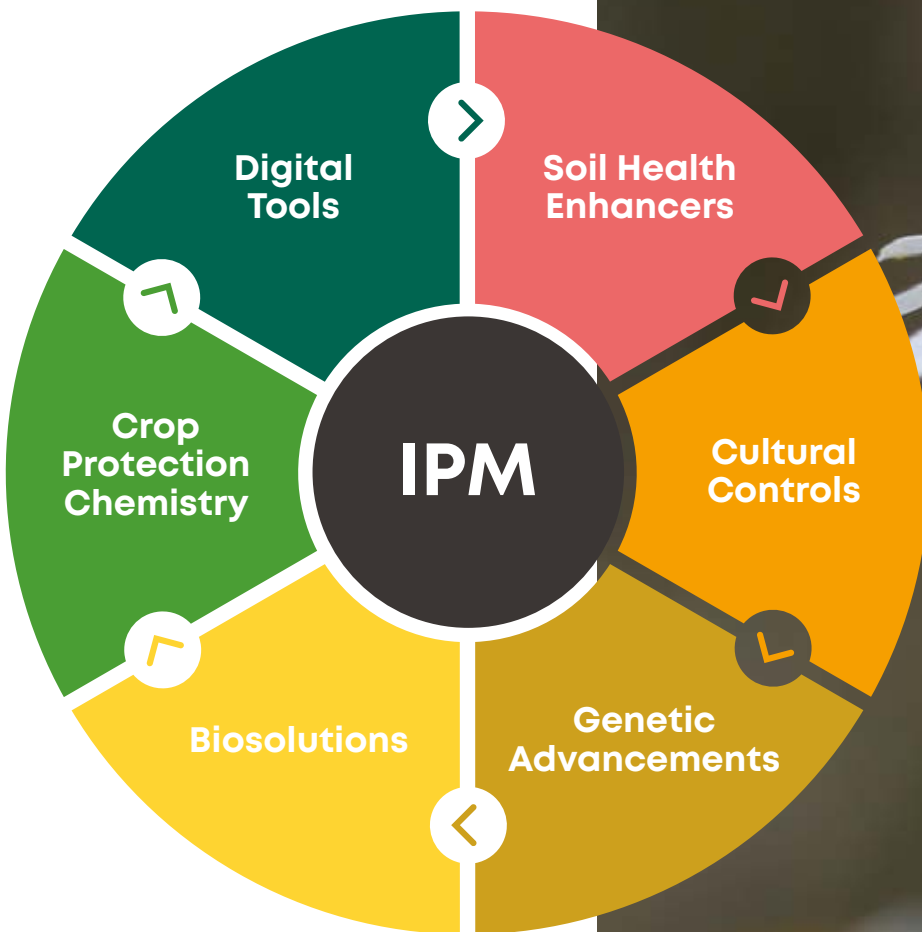 Digital
Tools
Soil Health
Enhancers
Crop
Protection
Chemistry
IPM
Cultural
Controls
Biosolutions
Genetic
Advancements